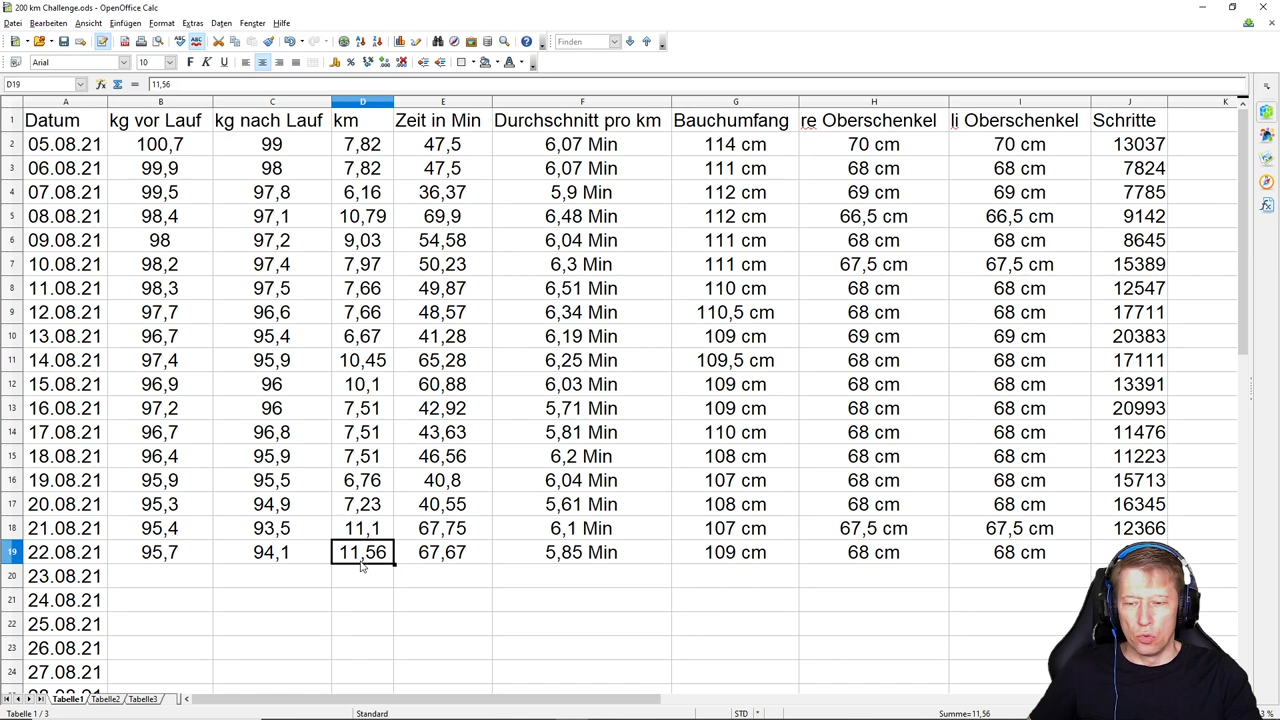 200 km Challenge.ods - OpenOffice Calc
Datei Bearbeiten Ansicht Einfügen Format Extras Daten Fenster Hilfe
Finden
Arial 10
D19 11,56
A B C D E F G H I J K
1 Datum kg vor Lauf kg nach Lauf km Zeit in Min Durchschnitt pro km Bauchumfang re Oberschenkel li Oberschenkel Schritte
2 05.08.21 100,7 99 7,82 47,5 6,07 Min 114 cm 70 cm 70 cm 13037
3 06.08.21 99,9 98 7,82 47,5 6,07 Min 111 cm 68 cm 68 cm 7824
4 07.08.21 99,5 97,8 6,16 36,37 5,9 Min 112 cm 69 cm 69 cm 7785
5 08.08.21 98,4 97,1 10,79 69,9 6,48 Min 112 cm 66,5 cm 66,5 cm 9142
6 09.08.21 98 97,2 9,03 54,58 6,04 Min 111 cm 68 cm 68 cm 8645
7 10.08.21 98,2 97,4 7,97 50,23 6,3 Min 111 cm 67,5 cm 67,5 cm 15389
8 11.08.21 98,3 97,5 7,66 49,87 6,51 Min 110 cm 68 cm 68 cm 12547
9 12.08.21 97,7 96,6 7,66 48,57 6,34 Min 110,5 cm 68 cm 68 cm 17711
10 13.08.21 96,7 95,4 6,67 41,28 6,19 Min 109 cm 69 cm 69 cm 20383
11 14.08.21 97,4 95,9 10,45 65,28 6,25 Min 109,5 cm 68 cm 68 cm 17111
12 15.08.21 96,9 96 10,1 60,88 6,03 Min 109 cm 68 cm 68 cm 13391
13 16.08.21 97,2 96 7,51 42,92 5,71 Min 109 cm 68 cm 68 cm 20993
14 17.08.21 96,7 96,8 7,51 43,63 5,81 Min 110 cm 68 cm 68 cm 11476
15 18.08.21 96,4 95,9 7,51 46,56 6,2 Min 108 cm 68 cm 68 cm 11223
16 19.08.21 95,9 95,5 6,76 40,8 6,04 Min 107 cm 68 cm 68 cm 15713
17 20.08.21 95,3 94,9 7,23 40,55 5,61 Min 108 cm 68 cm 68 cm 16345
18 21.08.21 95,4 93,5 11,1 67,75 6,1 Min 107 cm 67,5 cm 67,5 cm 12366
19 22.08.21 95,7 94,1 11,56 67,67 5,85 Min 109 cm 68 cm 68 cm
20 23.08.21
21 24.08.21
22 25.08.21
23 26.08.21
24 27.08.21
Tabelle1 Tabelle2 Tabelle3
Tabelle 1 / 3 Standard STD * Summe=11,56